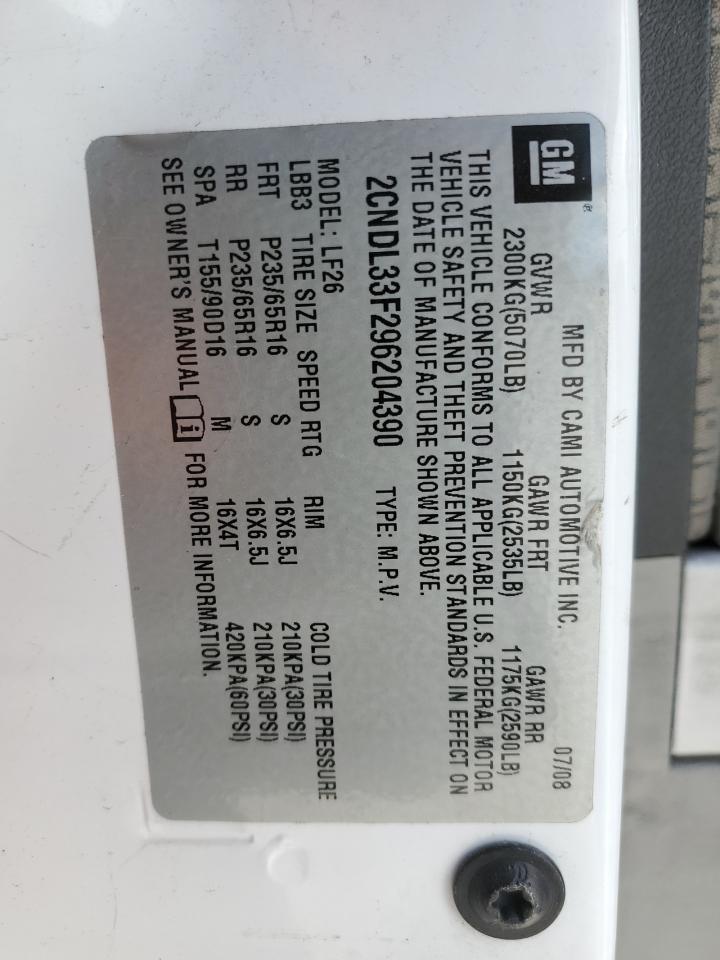 GM ®
MFD BY CAMI AUTOMOTIVE INC. 07/08
GVWR GAWR FRT GAWR RR
2300KG(5070LB) 1150KG(2535LB) 1175KG(2590LB)
THIS VEHICLE CONFORMS TO ALL APPLICABLE U.S. FEDERAL MOTOR
VEHICLE SAFETY AND THEFT PREVENTION STANDARDS IN EFFECT ON
THE DATE OF MANUFACTURE SHOWN ABOVE.
2CNDL33F296204390 TYPE: M.P.V.
MODEL: LF26
LBB3 TIRE SIZE SPEED RTG RIM COLD TIRE PRESSURE
FRT P235/65R16 S 16X6.5J 210KPA(30PSI)
RR P235/65R16 S 16X6.5J 210KPA(30PSI)
SPA T155/90D16 M 16X4T 420KPA(60PSI)
SEE OWNER'S MANUAL i FOR MORE INFORMATION.